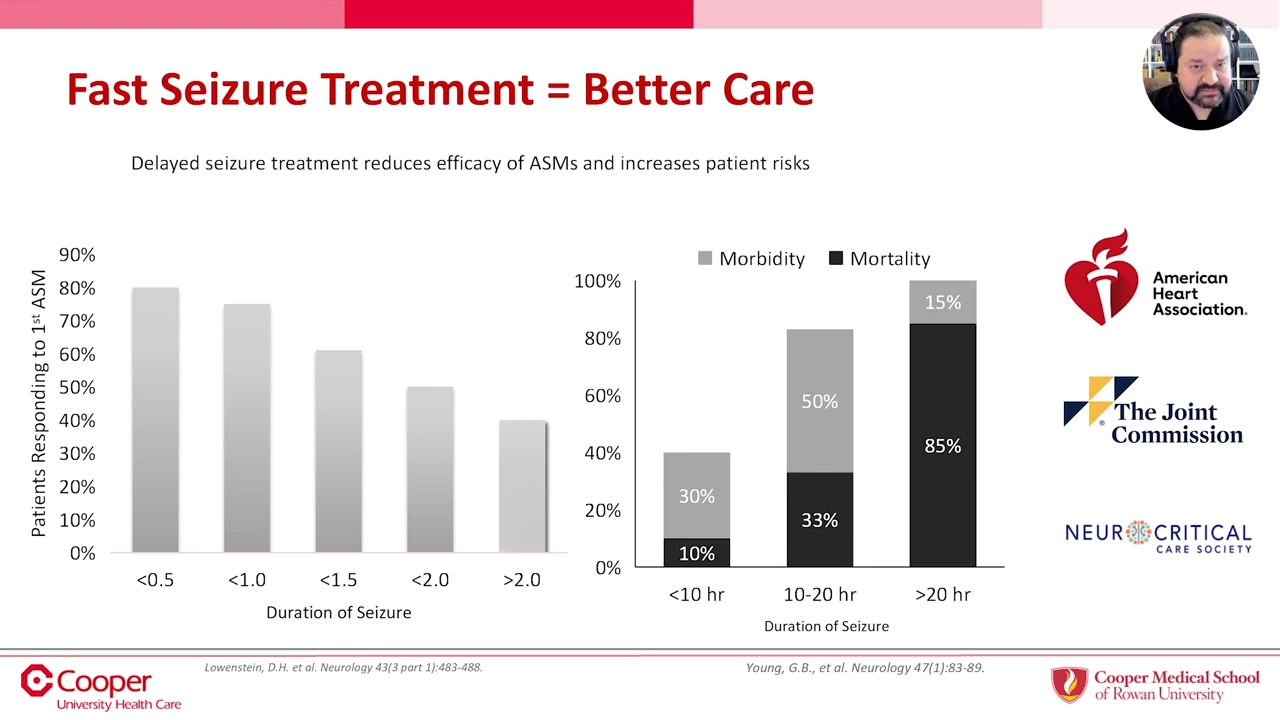 Fast Seizure Treatment = Better Care
Delayed seizure treatment reduces efficacy of ASMs and increases patient risks
Patients Responding to 1st ASM
90%
80%
70%
60%
50%
40%
30%
20%
10%
0%
<0.5 <1.0 <1.5 <2.0 >2.0
Duration of Seizure
Morbidity Mortality
100%
80%
60%
40%
20%
0%
30%
10%
50%
33%
15%
85%
<10 hr 10-20 hr >20 hr
Duration of Seizure
American
Heart
Association®
The Joint
Commission
®
NEUROCRITICAL
CARE SOCIETY
Lowenstein, D.H. et al. Neurology 43(3 part 1):483-488.
Young, G.B., et al. Neurology 47(1):83-89.
Cooper
University Health Care
Cooper Medical School
of Rowan University